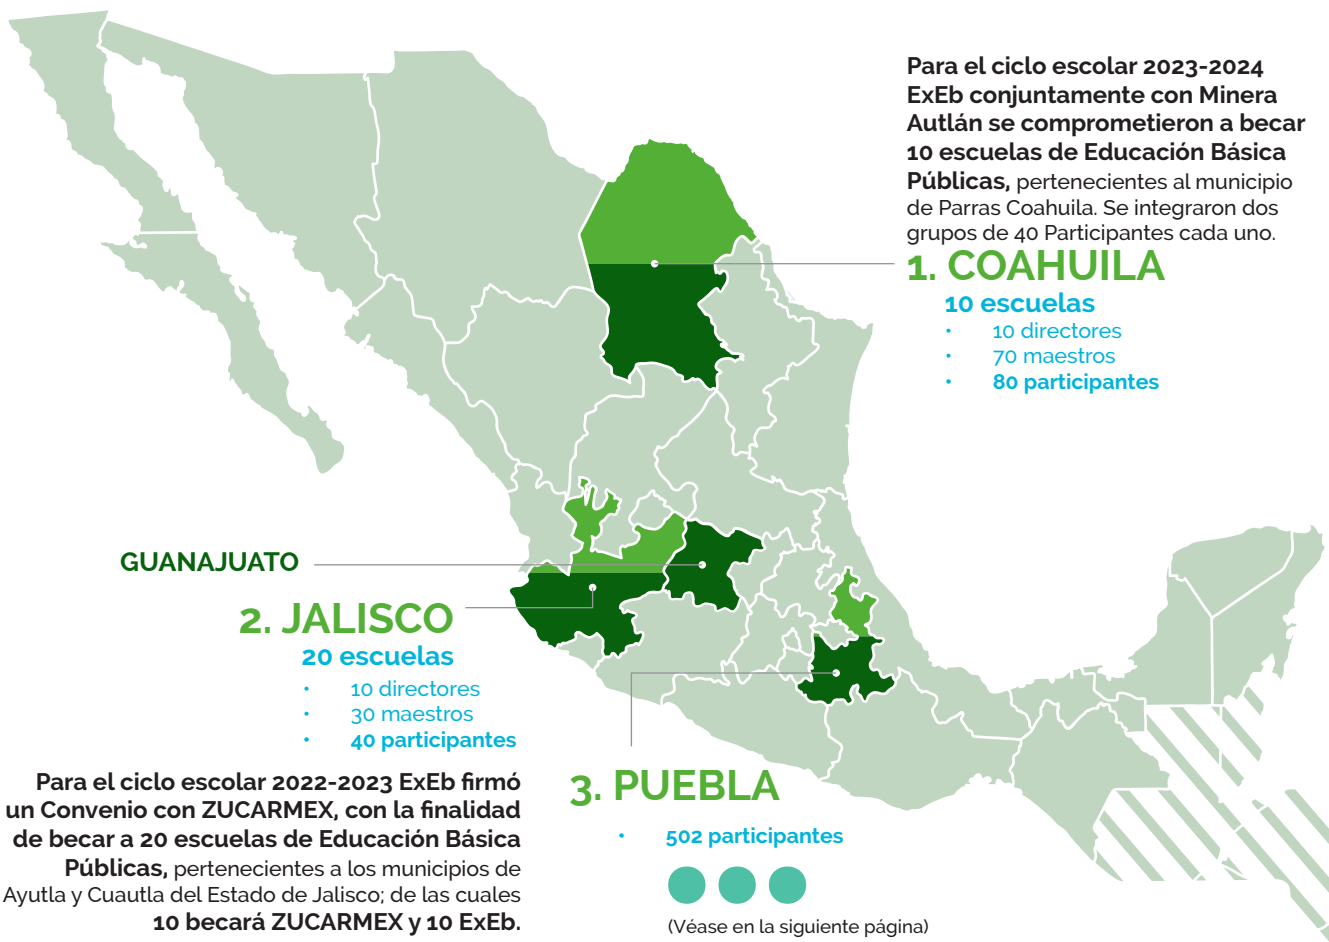 Para el ciclo escolar 2023-2024
ExEb conjuntamente con Minera
Autlán se comprometieron a becar
10 escuelas de Educación Básica
Públicas, pertenecientes al municipio
de Parras Coahuila. Se integraron dos
grupos de 40 Participantes cada uno.
1. COAHUILA
10 escuelas
• 10 directores
• 70 maestros
• 80 participantes
GUANAJUATO
2. JALISCO
20 escuelas
• 10 directores
• 30 maestros
• 40 participantes
Para el ciclo escolar 2022-2023 ExEb firmó
un Convenio con ZUCARMEX, con la finalidad
de becar a 20 escuelas de Educación Básica
Públicas, pertenecientes a los municipios de
Ayutla y Cuautla del Estado de Jalisco; de las cuales
10 becará ZUCARMEX y 10 ExEb.
3. PUEBLA
• 502 participantes
(Véase en la siguiente página)